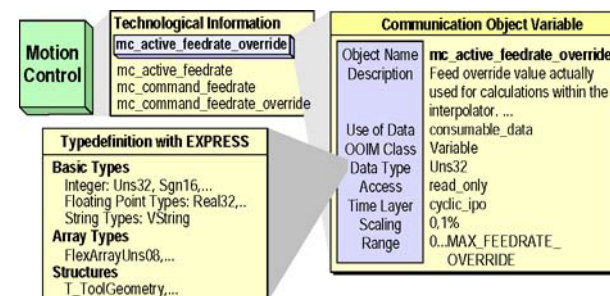 Motion
Control
Technological Information
mc_active_feedrate_override
mc_active_feedrate
mc_command_feedrate
mc_command_feedrate_override
Typedefinition with EXPRESS
Basic Types
Integer: Uns32, Sgn16,...
Floating Point Types: Real32,..
String Types: VString
Array Types
FlexArrayUns08,...
Structures
T_ToolGeometry,...
Communication Object Variable
Object Name mc_active_feedrate_override
Description Feed override value actually
used for calculations within the
interpolator. ...
Use of Data consumable_data
OOIM Class Variable
Data Type Uns32
Access read_only
Time Layer cyclic_ipo
Scaling 0,1%
Range 0...MAX_FEEDRATE_
OVERRIDE